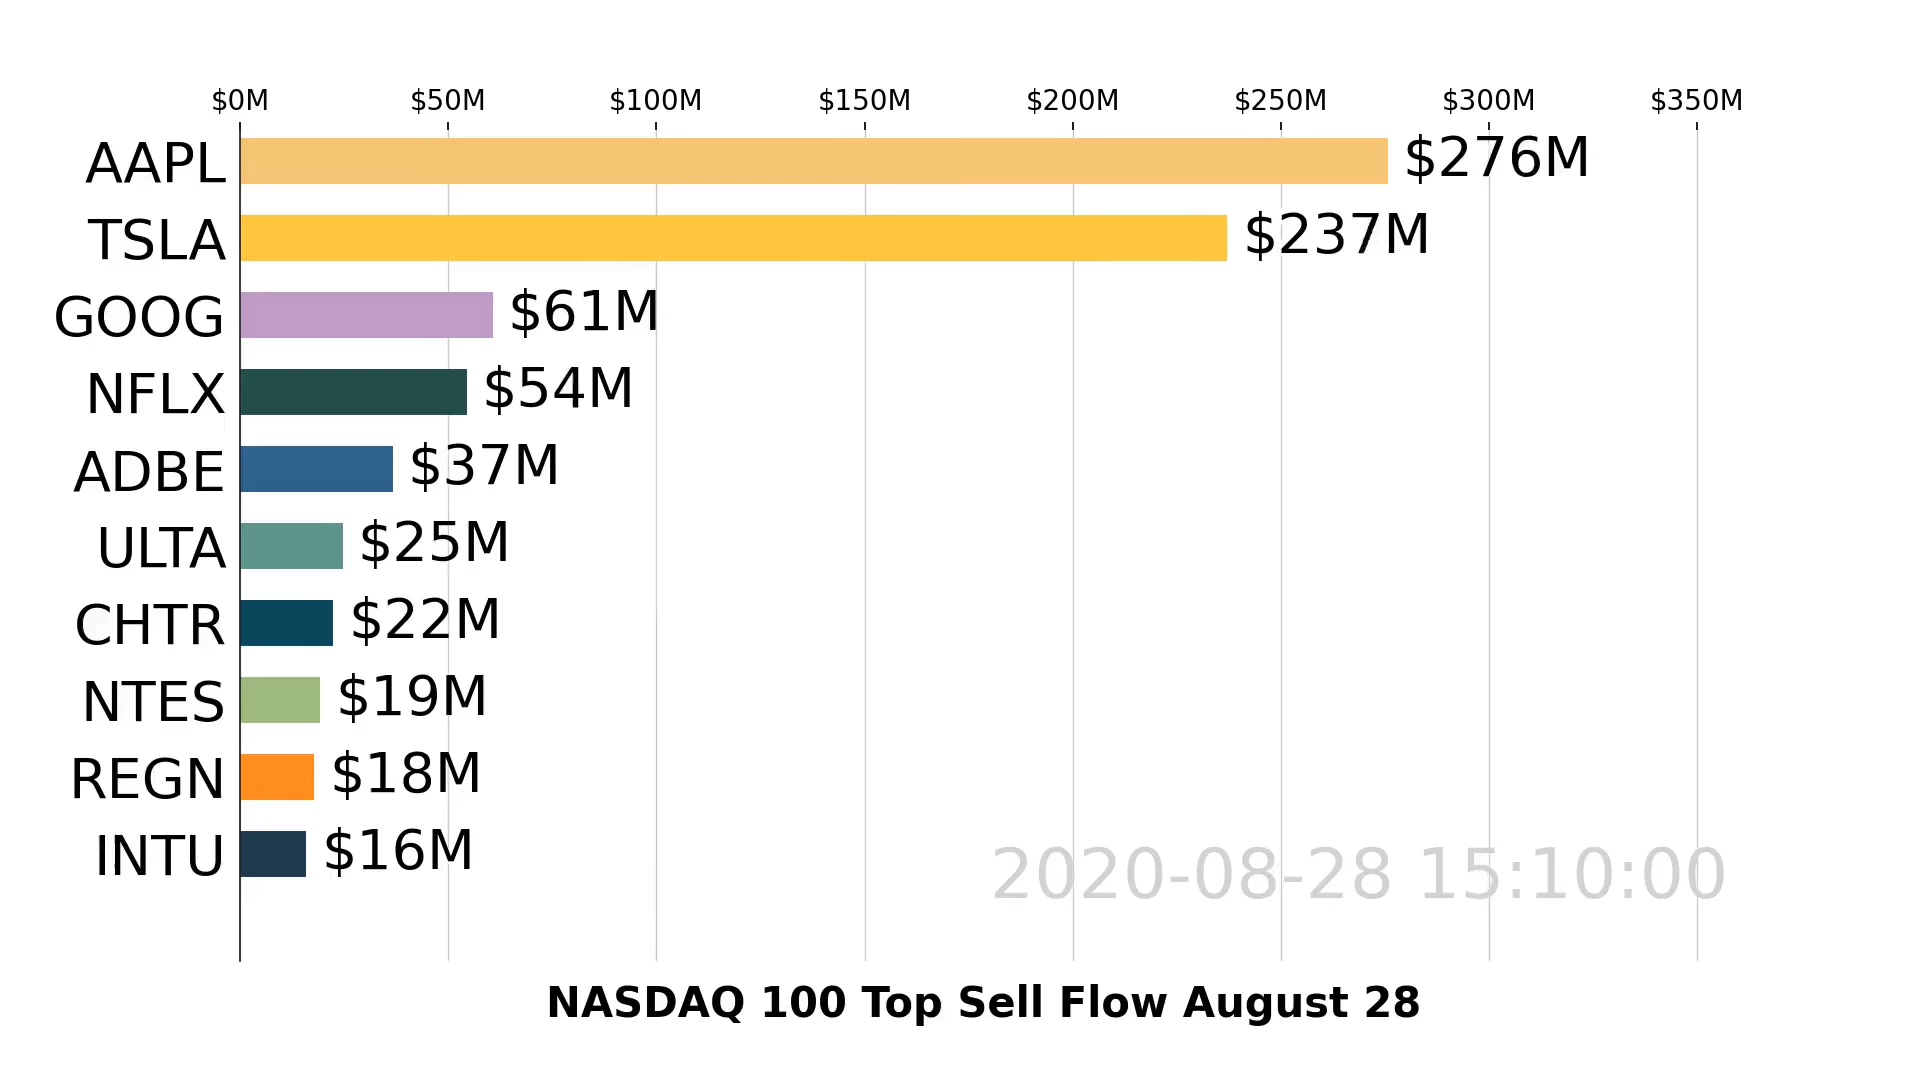 $0M $50M $100M $150M $200M $250M $300M $350M
AAPL $276M
TSLA $237M
GOOG $61M
NFLX $54M
ADBE $37M
ULTA $25M
CHTR $22M
NTES $19M
REGN $18M
INTU $16M
2020-08-28 15:10:00
NASDAQ 100 Top Sell Flow August 28